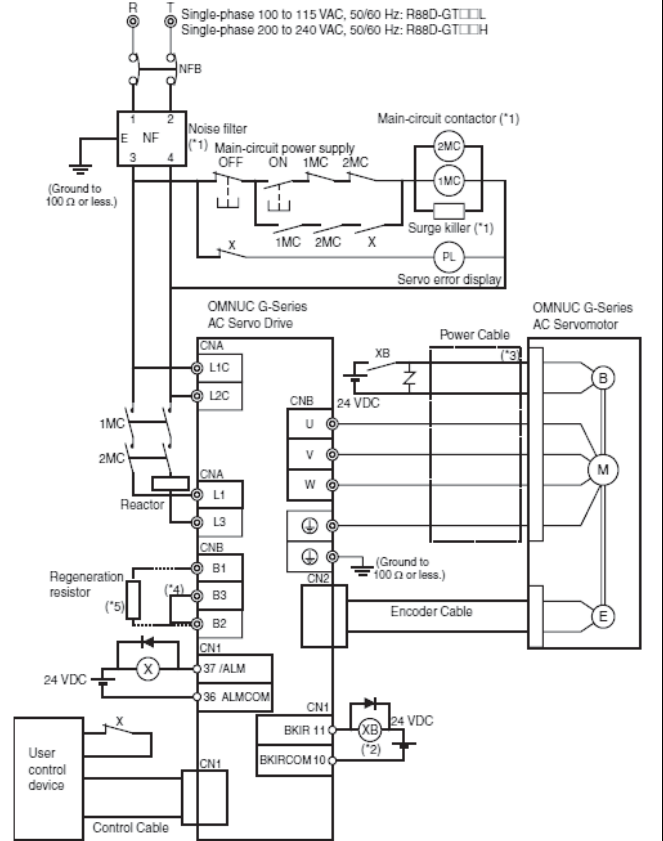 R T
Single-phase 100 to 115 VAC, 50/60 Hz: R88D-GT□□L
Single-phase 200 to 240 VAC, 50/60 Hz: R88D-GT□□H
NFB
1 2
E NF
3 4
Noise filter
(*1)
(Ground to
100 Ω or less.)
Main-circuit power supply
OFF ON 1MC 2MC
1MC 2MC X
X
Main-circuit contactor (*1)
2MC
1MC
Surge killer (*1)
PL
Servo error display
OMNUC G-Series
AC Servo Drive
OMNUC G-Series
AC Servomotor
CNA
L1C
L2C
1MC
2MC
Reactor
CNA
L1
L3
CNB
B1
B3
B2
Regeneration
resistor
(*5)
(*4)
XB
24 VDC
Power Cable
(*3)
CNB
U
V
W
(Ground to
100 Ω or less.)
B
M
E
CN2
Encoder Cable
CN1
37 /ALM
36 ALMCOM
X
24 VDC
CN1
BKIR 11
BKIRCOM 10
XB
(*2)
24 VDC
User
control
device
X
CN1
Control Cable